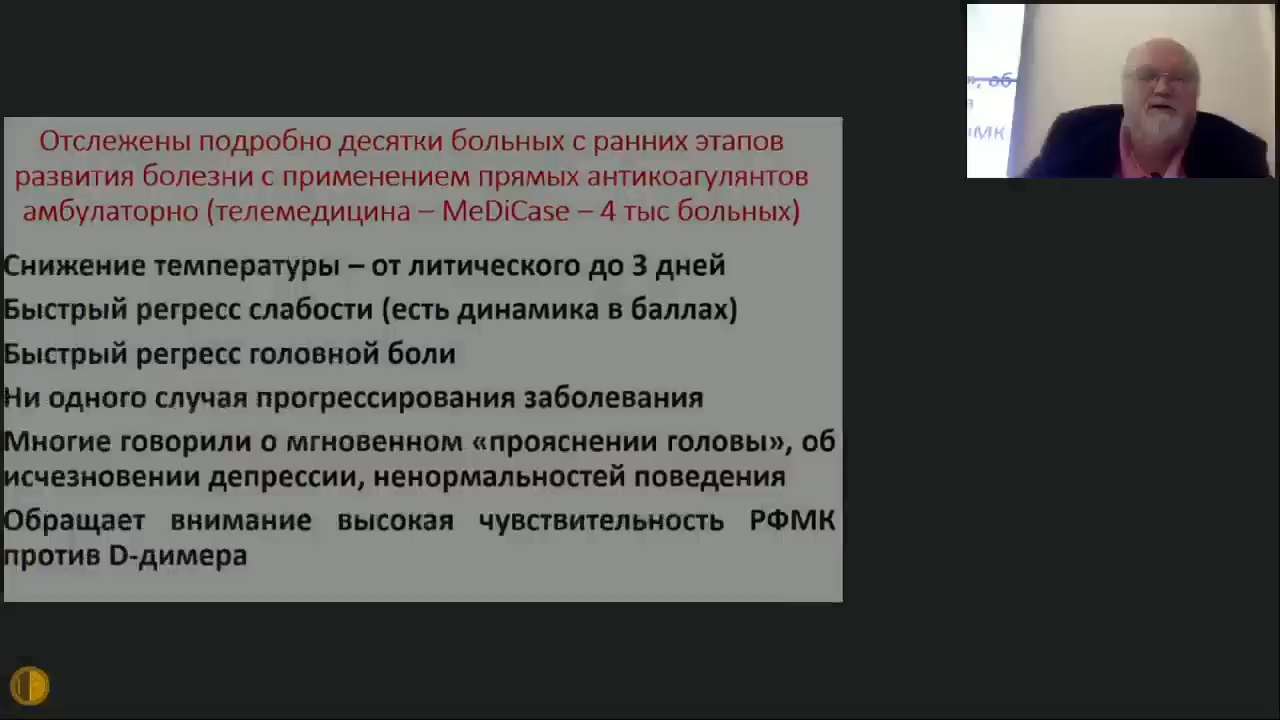 Отслежены подробно десятки больных с ранних этапов
развития болезни с применением прямых антикоагулянтов
амбулаторно (телемедицина – MeDiCase – 4 тыс больных)
Снижение температуры – от литического до 3 дней
Быстрый регресс слабости (есть динамика в баллах)
Быстрый регресс головной боли
Ни одного случая прогрессирования заболевания
Многие говорили о мгновенном «прояснении головы», об
исчезновении депрессии, ненормальностей поведения
Обращает внимание высокая чувствительность РФМК
против D-димера
», об